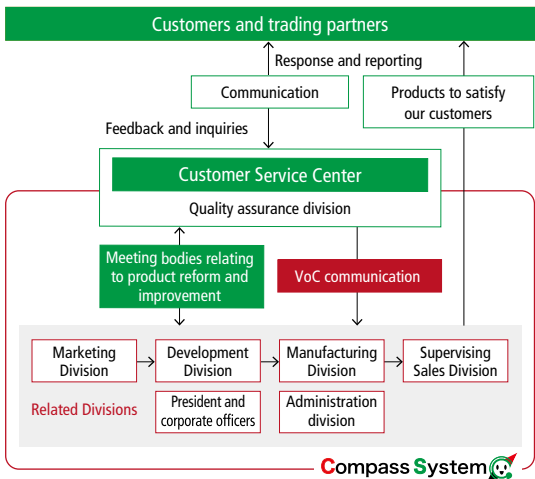 Customers and trading partners
Response and reporting
Communication
Products to satisfy
our customers
Feedback and inquiries
Customer Service Center
Quality assurance division
Meeting bodies relating
to product reform and
improvement
VoC communication
Marketing
Division
Development
Division
Manufacturing
Division
Supervising
Sales Division
Related Divisions
President and
corporate officers
Administration
division
Compass System